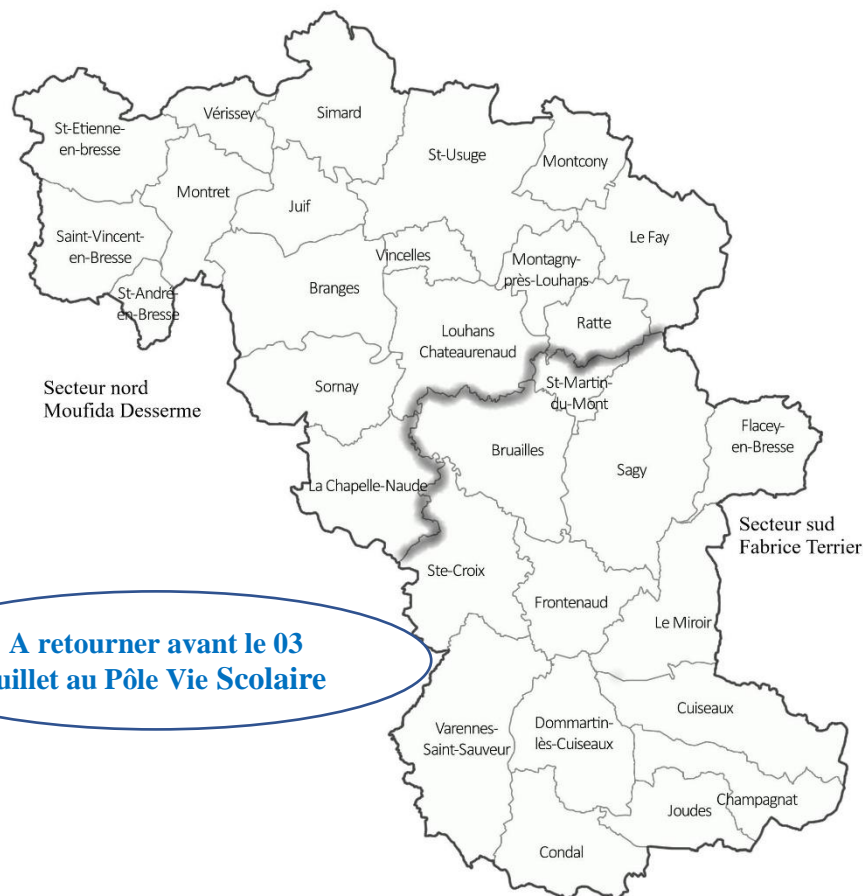 Simard
Vérissey
St-Etienne-
en-bresse
St-Usuge
Montcony
Montret
Juif
Saint-Vincent-
en-Bresse
Le Fay
Vincelles
Montagny-
près-Louhans
St-André-
en-Bresse
Branges
Ratte
Louhans
Chateaurenaud
Secteur nord
Moufida Desserme
Sornay
St-Martin-
du-Mont
Flacey-
en-Bresse
Bruailles
Sagy
La Chapelle-Naude
Secteur sud
Fabrice Terrier
Ste-Croix
Frontenaud
Le Miroir
A retourner avant le 03
uillet au Pôle Vie Scolaire
Cuiseaux
Varennes-
Saint-Sauveur
Dommartin-
lès-Cuiseaux
Champagnat
Joudes
Condal